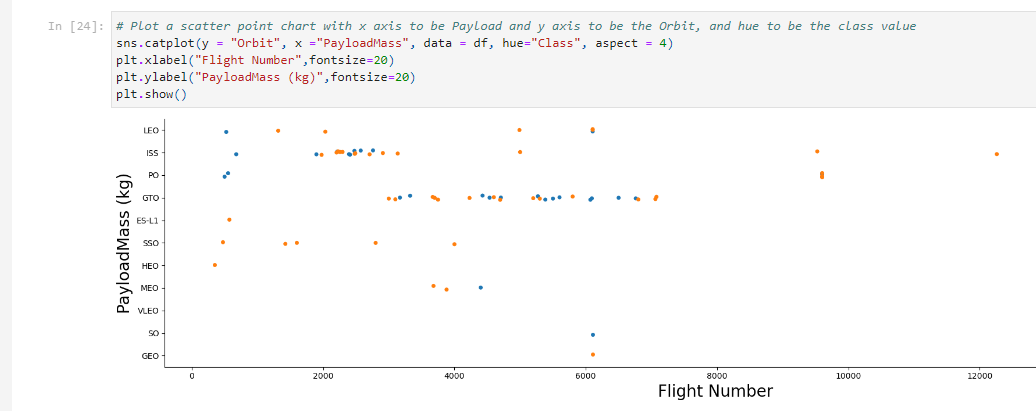 In [24]: # Plot a scatter point chart with x axis to be Payload and y axis to be the Orbit, and hue to be the class value
sns.catplot(y = "Orbit", x ="PayloadMass", data = df, hue="Class", aspect = 4)
plt.xlabel("Flight Number",fontsize=20)
plt.ylabel("PayloadMass (kg)",fontsize=20)
plt.show()
PayloadMass (kg)
LEO
ISS
PO
GTO
ES-L1
SSO
HEO
MEO
VLEO
SO
GEO
0 2000 4000 6000 8000 10000 12000
Flight Number